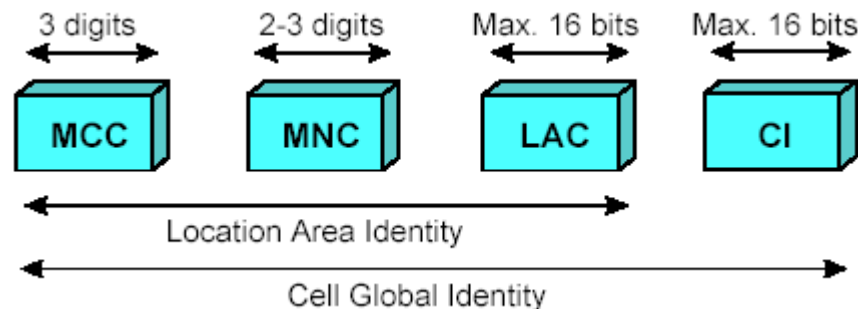 3 digits 2-3 digits Max. 16 bits Max. 16 bits
MCC MNC LAC CI
Location Area Identity
Cell Global Identity